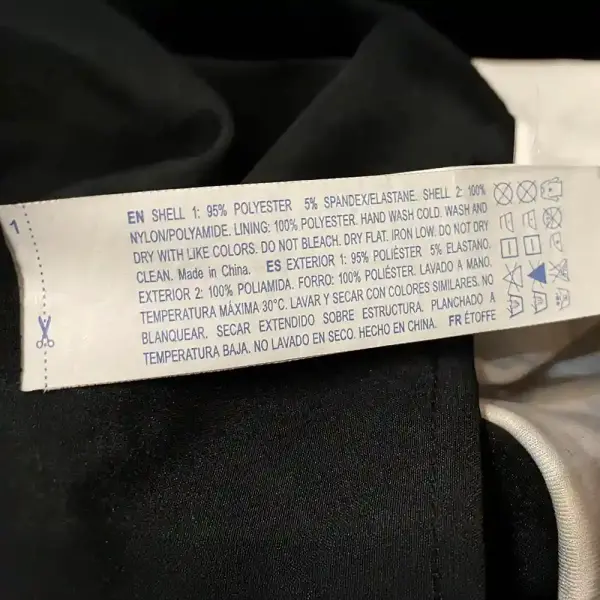 1
EN SHELL 1: 95% POLYESTER 5% SPANDEX/ELASTANE. SHELL 2: 100%
NYLON/POLYAMIDE. LINING: 100% POLYESTER. HAND WASH COLD. WASH AND
DRY WITH LIKE COLORS. DO NOT BLEACH. DRY FLAT. IRON LOW. DO NOT DRY
CLEAN. Made in China. ES EXTERIOR 1: 95% POLIÉSTER 5% ELASTANO.
EXTERIOR 2: 100% POLIAMIDA. FORRO: 100% POLIÉSTER. LAVADO A MANO.
TEMPERATURA MÁXIMA 30°C. LAVAR Y SECAR CON COLORES SIMILARES. NO
BLANQUEAR. SECAR EXTENDIDO SOBRE ESTRUCTURA. PLANCHADO A
TEMPERATURA BAJA. NO LAVADO EN SECO. HECHO EN CHINA. FR ÉTOFFE